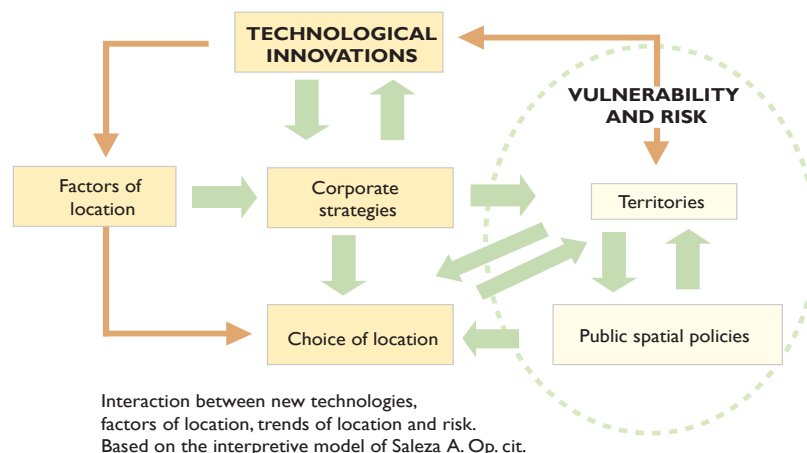 TECHNOLOGICAL
INNOVATIONS
VULNERABILITY
AND RISK
Factors of
location
Corporate
strategies
Territories
Choice of location
Public spatial policies
Interaction between new technologies,
factors of location, trends of location and risk.
Based on the interpretive model of Saleza A. Op. cit.